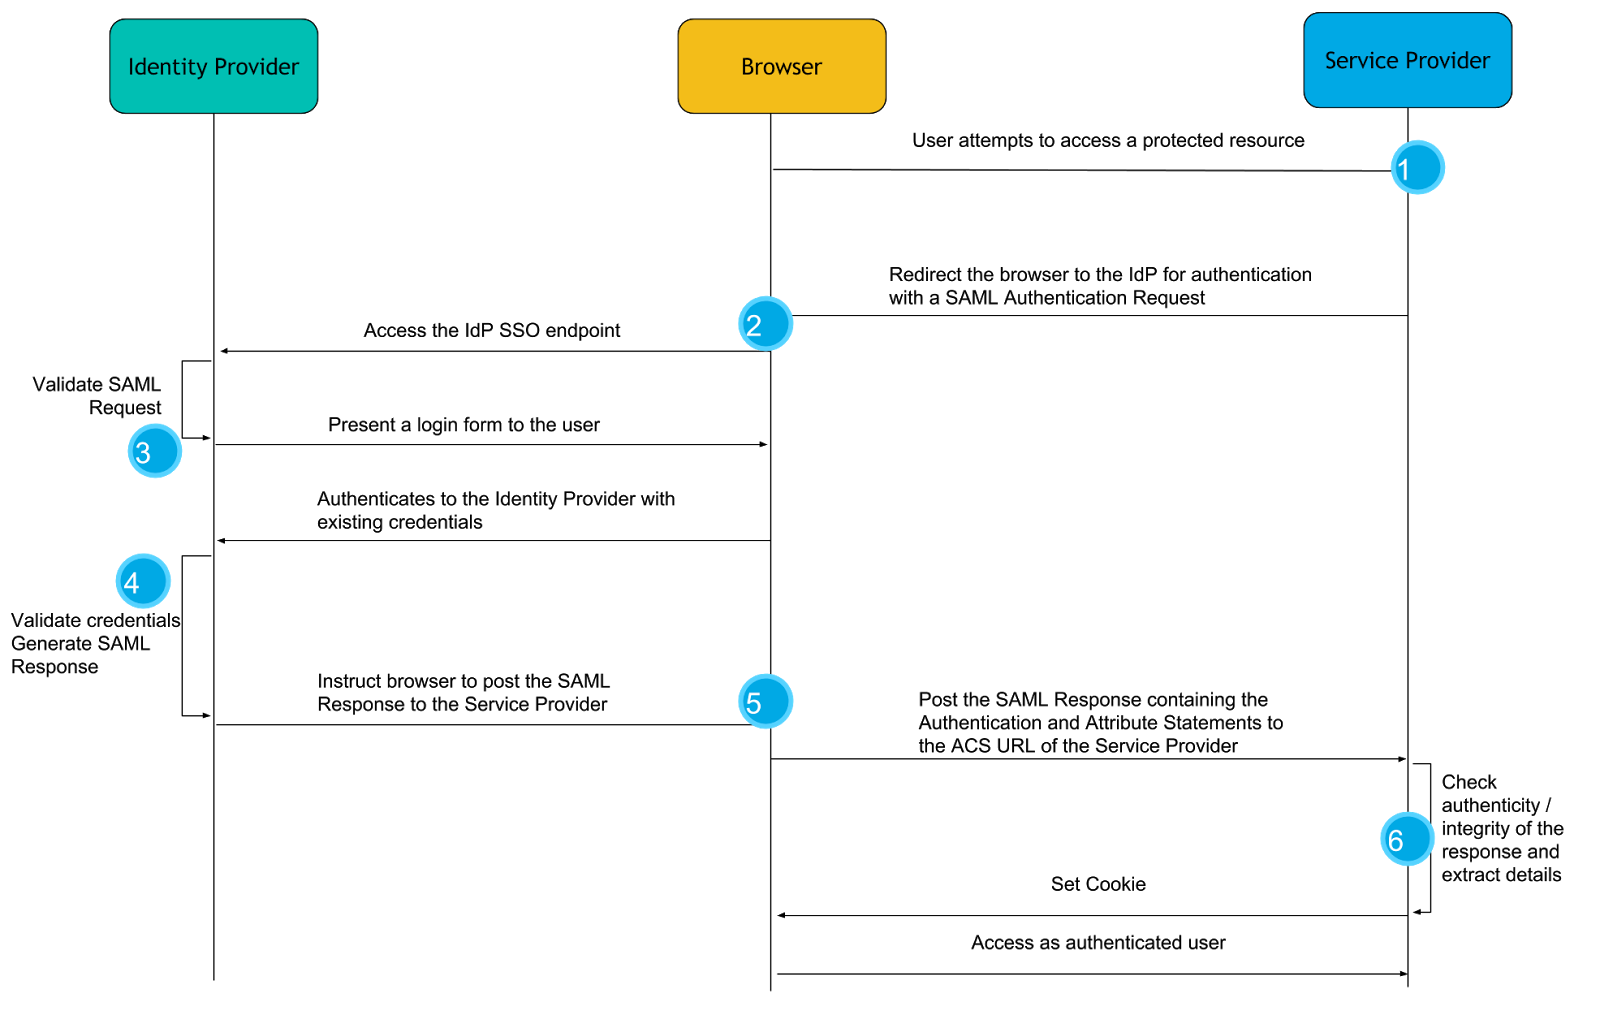 Identity Provider
Browser
Service Provider
User attempts to access a protected resource
1
Redirect the browser to the IdP for authentication
with a SAML Authentication Request
2
Access the IdP SSO endpoint
Validate SAML
Request
3
Present a login form to the user
Authenticates to the Identity Provider with
existing credentials
4
Validate credentials
Generate SAML
Response
Instruct browser to post the SAML
Response to the Service Provider
5
Post the SAML Response containing the
Authentication and Attribute Statements to
the ACS URL of the Service Provider
Check
authenticity /
integrity of the
response and
extract details
6
Set Cookie
Access as authenticated user